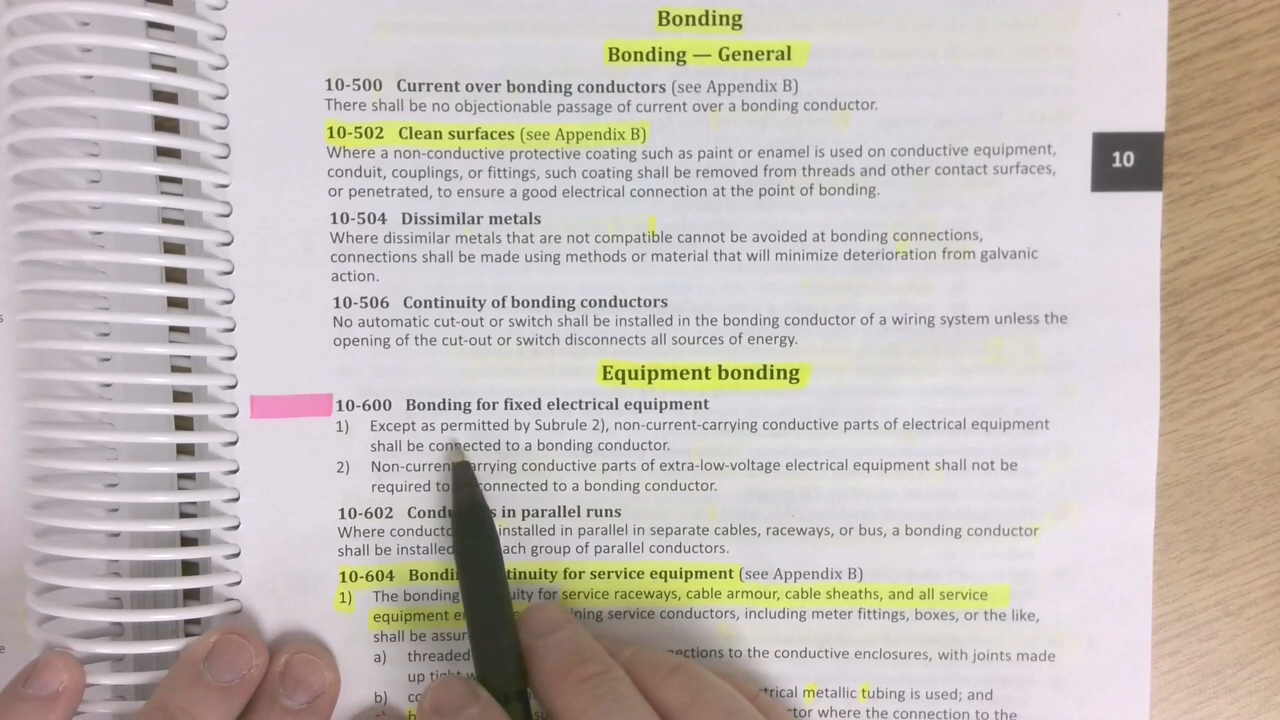 Bonding
Bonding — General
10-500 Current over bonding conductors (see Appendix B)
There shall be no objectionable passage of current over a bonding conductor.
10-502 Clean surfaces (see Appendix B)
Where a non-conductive protective coating such as paint or enamel is used on conductive equipment,
conduit, couplings, or fittings, such coating shall be removed from threads and other contact surfaces,
or penetrated, to ensure a good electrical connection at the point of bonding.
10
10-504 Dissimilar metals
Where dissimilar metals that are not compatible cannot be avoided at bonding connections,
connections shall be made using methods or material that will minimize deterioration from galvanic
action.
10-506 Continuity of bonding conductors
No automatic cut-out or switch shall be installed in the bonding conductor of a wiring system unless the
opening of the cut-out or switch disconnects all sources of energy.
Equipment bonding
10-600 Bonding for fixed electrical equipment
1) Except as permitted by Subrule 2), non-current-carrying conductive parts of electrical equipment
shall be connected to a bonding conductor.
2) Non-current-carrying conductive parts of extra-low-voltage electrical equipment shall not be
required to connected to a bonding conductor.
10-602 in parallel runs
Where installed in parallel in separate cables, raceways, or bus, a bonding conductor
shall be installed each group of parallel conductors.
10-604 for service equipment (see Appendix B)
1) The bonding for service raceways, cable armour, cable sheaths, and all service
equipment service conductors, including meter fittings, boxes, or the like,
shall be
a) threaded to the conductive enclosures, with joints made
up
b) metallic tubing is used; and
where the connection to the